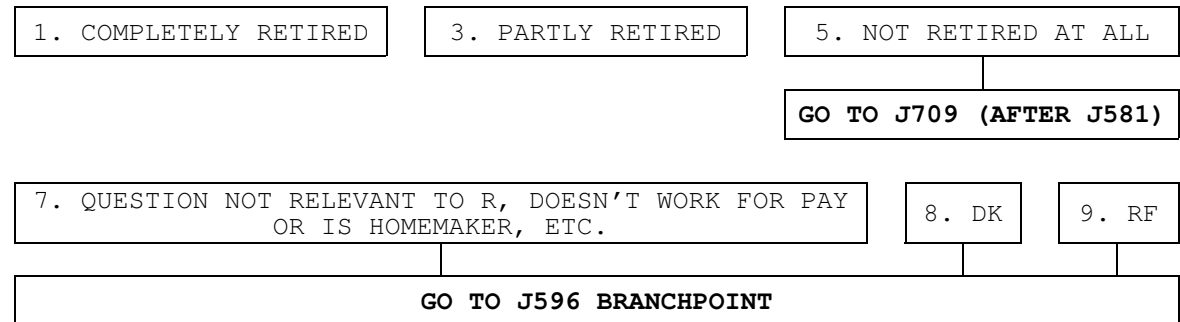 1. COMPLETELY RETIRED
3. PARTLY RETIRED
5. NOT RETIRED AT ALL
GO TO J709 (AFTER J581)
7. QUESTION NOT RELEVANT TO R, DOESN'T WORK FOR PAY
OR IS HOMEMAKER, ETC.
8. DK
9. RF
GO TO J596 BRANCHPOINT